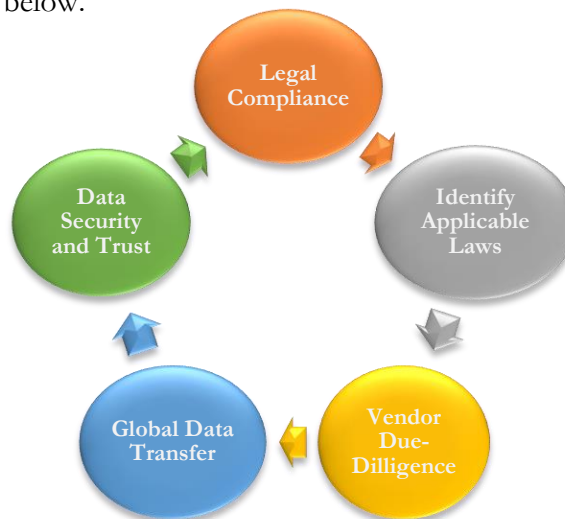 below.
Legal
Compliance
Identify
Applicable
Laws
Vendor
Due-
Dilligence
Global Data
Transfer
Data
Security
and Trust